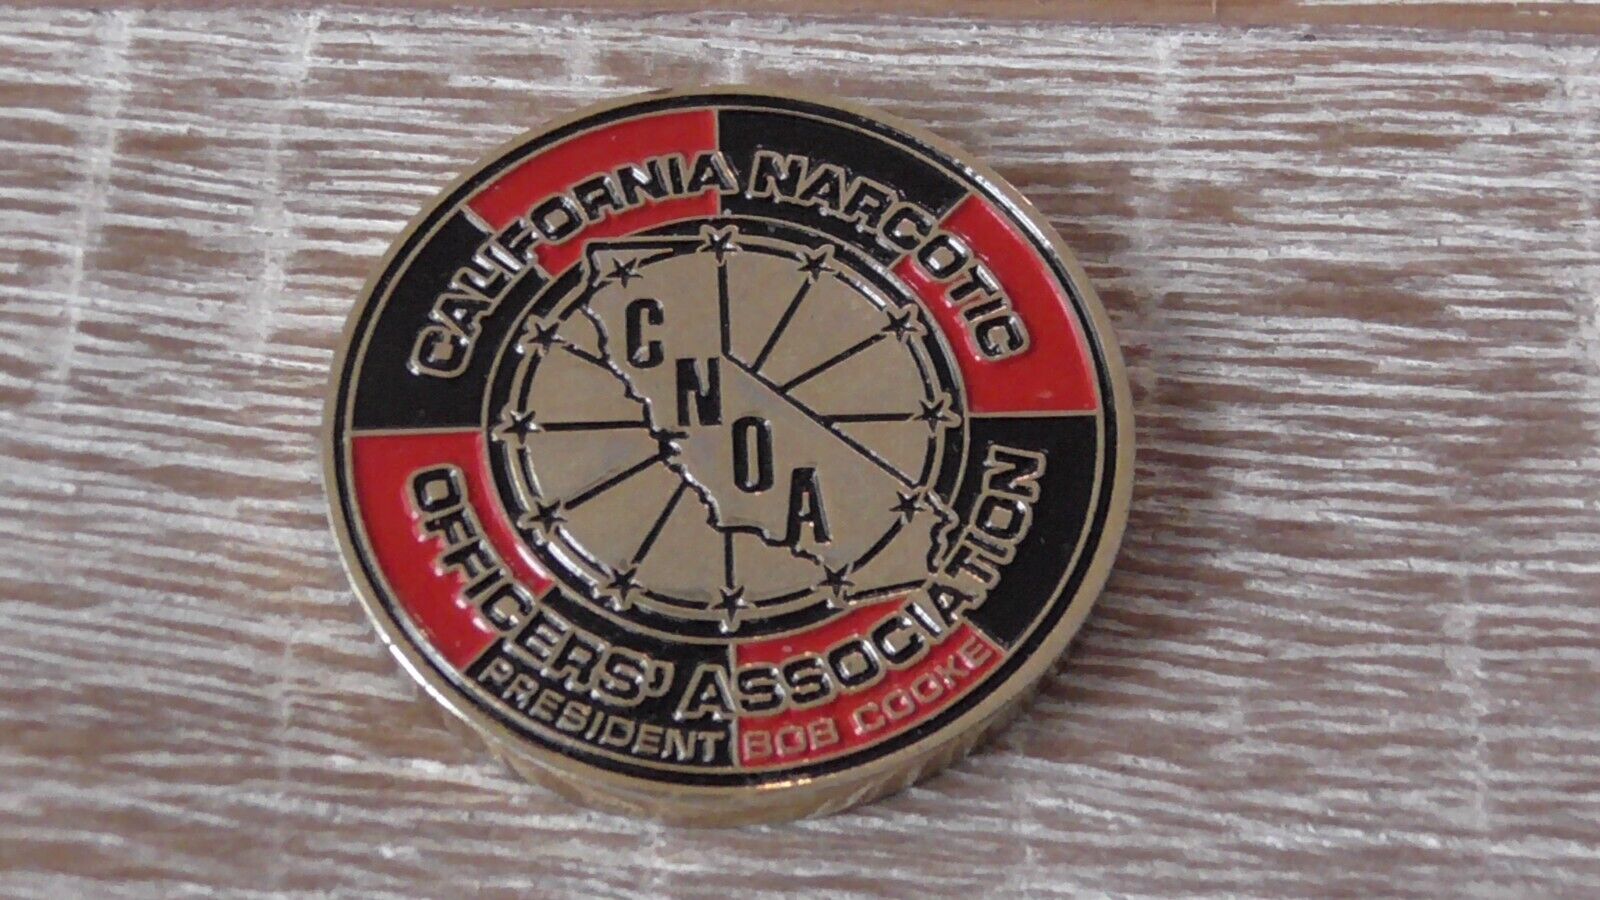 CALIFORNIA NARCOTIC
OFFICERS' ASSOCIATION
PRESIDENT BOB COOKE
C
N
O
A